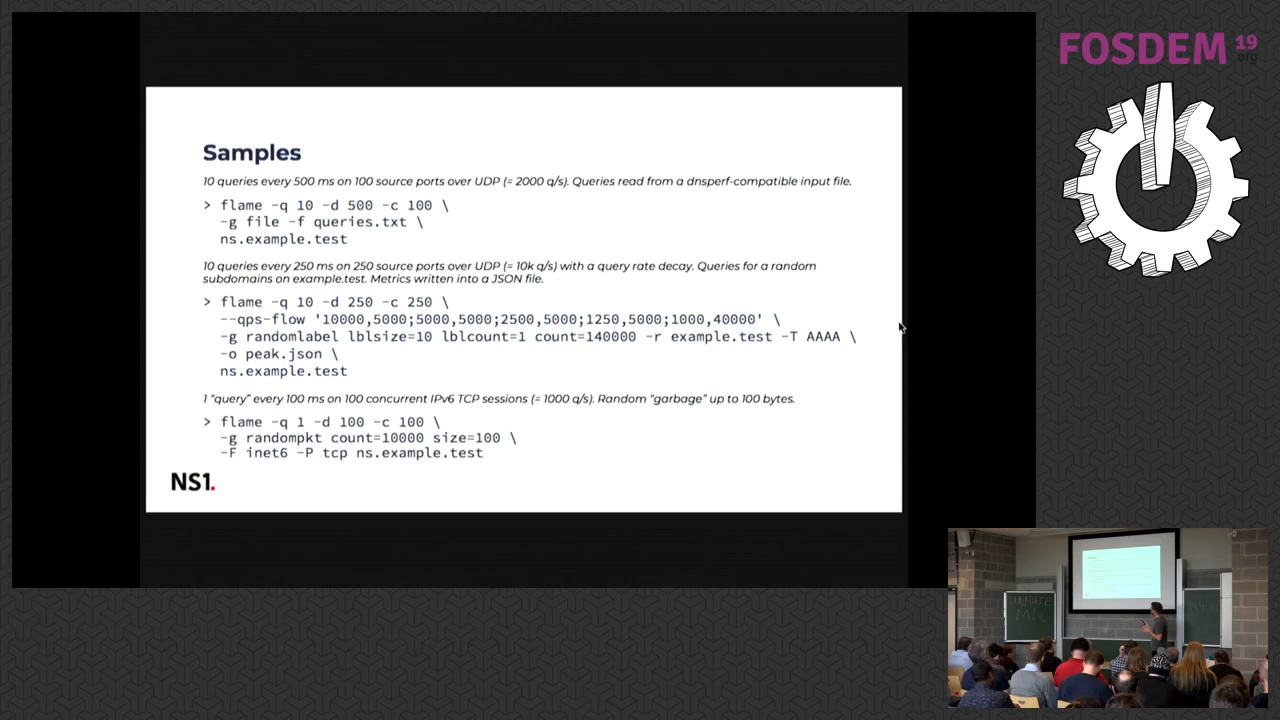 FOSDEM 19
.org
Samples
10 queries every 500 ms on 100 source ports over UDP (= 2000 q/s). Queries read from a dnsperf-compatible input file.
> flame -q 10 -d 500 -c 100 \
-g file -f queries.txt \
ns.example.test
10 queries every 250 ms on 250 source ports over UDP (= 10k q/s) with a query rate decay. Queries for a random
subdomains on example.test. Metrics written into a JSON file.
> flame -q 10 -d 250 -c 250 \
--qps-flow '10000,5000;5000,5000;2500,5000;1250,5000;1000,40000' \
-g randomlabel lblsize=10 lblcount=1 count=140000 -r example.test -T AAAA \
-o peak.json \
ns.example.test
1 “query” every 100 ms on 100 concurrent IPv6 TCP sessions (= 1000 q/s). Random “garbage” up to 100 bytes.
> flame -q 1 -d 100 -c 100 \
-g randompkt count=10000 size=100 \
-F inet6 -P tcp ns.example.test
NS1.